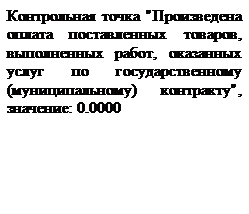 Контрольная точка "Произведена
оплата поставленных товаров,
выполненных работ, оказанных
услуг по государственному
(муниципальному) контракту",
значение: 0.0000